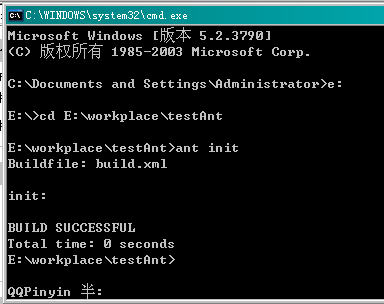 C:\WINDOWS\system32\cmd.exe
Microsoft Windows [版本 5.2.3790]
(C) 版权所有 1985-2003 Microsoft Corp.
C:\Documents and Settings\Administrator>e:
E:\>cd E:\workplace\testAnt
E:\workplace\testAnt>ant init
Buildfile: build.xml
init:
BUILD SUCCESSFUL
Total time: 0 seconds
E:\workplace\testAnt>
QQPinyin 半: